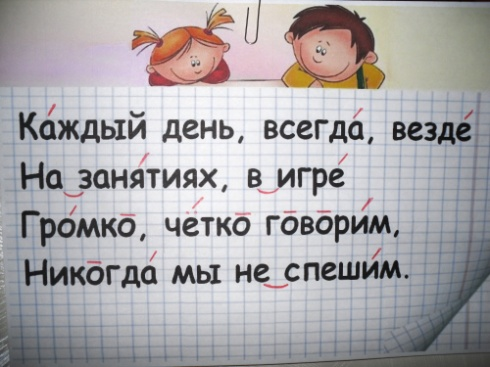 Каждый день, всегда, везде
На занятиях, в игре
Громко, чётко говорим,
Никогда мы не спешим.